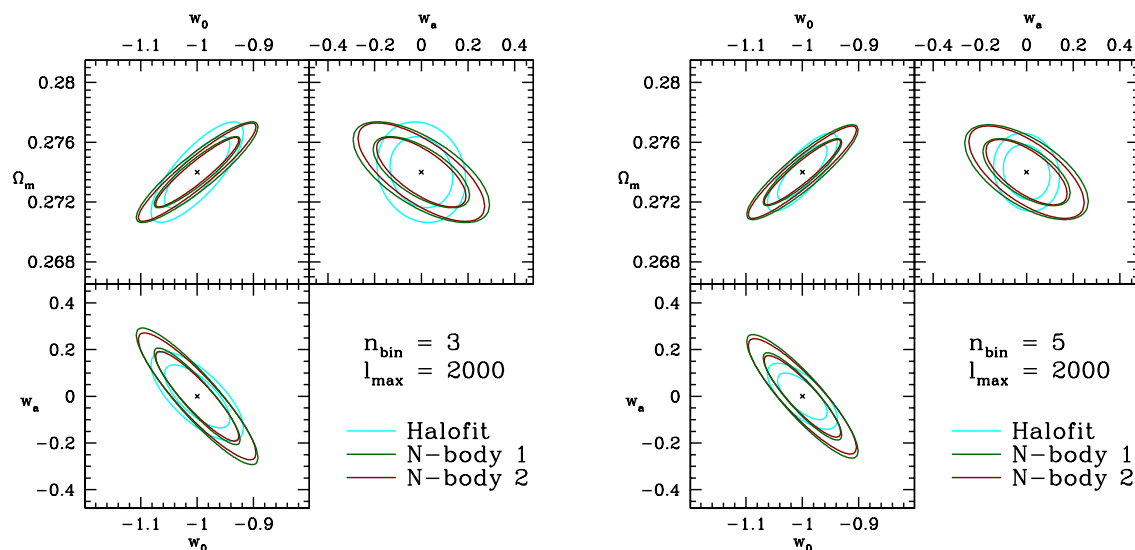 w0 wa w0 wa
−1.1 −1 −0.9 −0.4 −0.2 0 0.2 0.4 −1.1 −1 −0.9 −0.4 −0.2 0 0.2 0.4
0.28 0.28
0.276 0.276
Ωm Ωm
0.272 0.272
0.268 0.268
0.4 0.4
0.2 nbin = 3 0.2 nbin = 5
lmax = 2000 lmax = 2000
wa 0 wa 0
−0.2 Halofit −0.2 Halofit
N−body 1 N−body 1
−0.4 N−body 2 −0.4 N−body 2
−1.1 −1 −0.9 −1.1 −1 −0.9
w0 w0